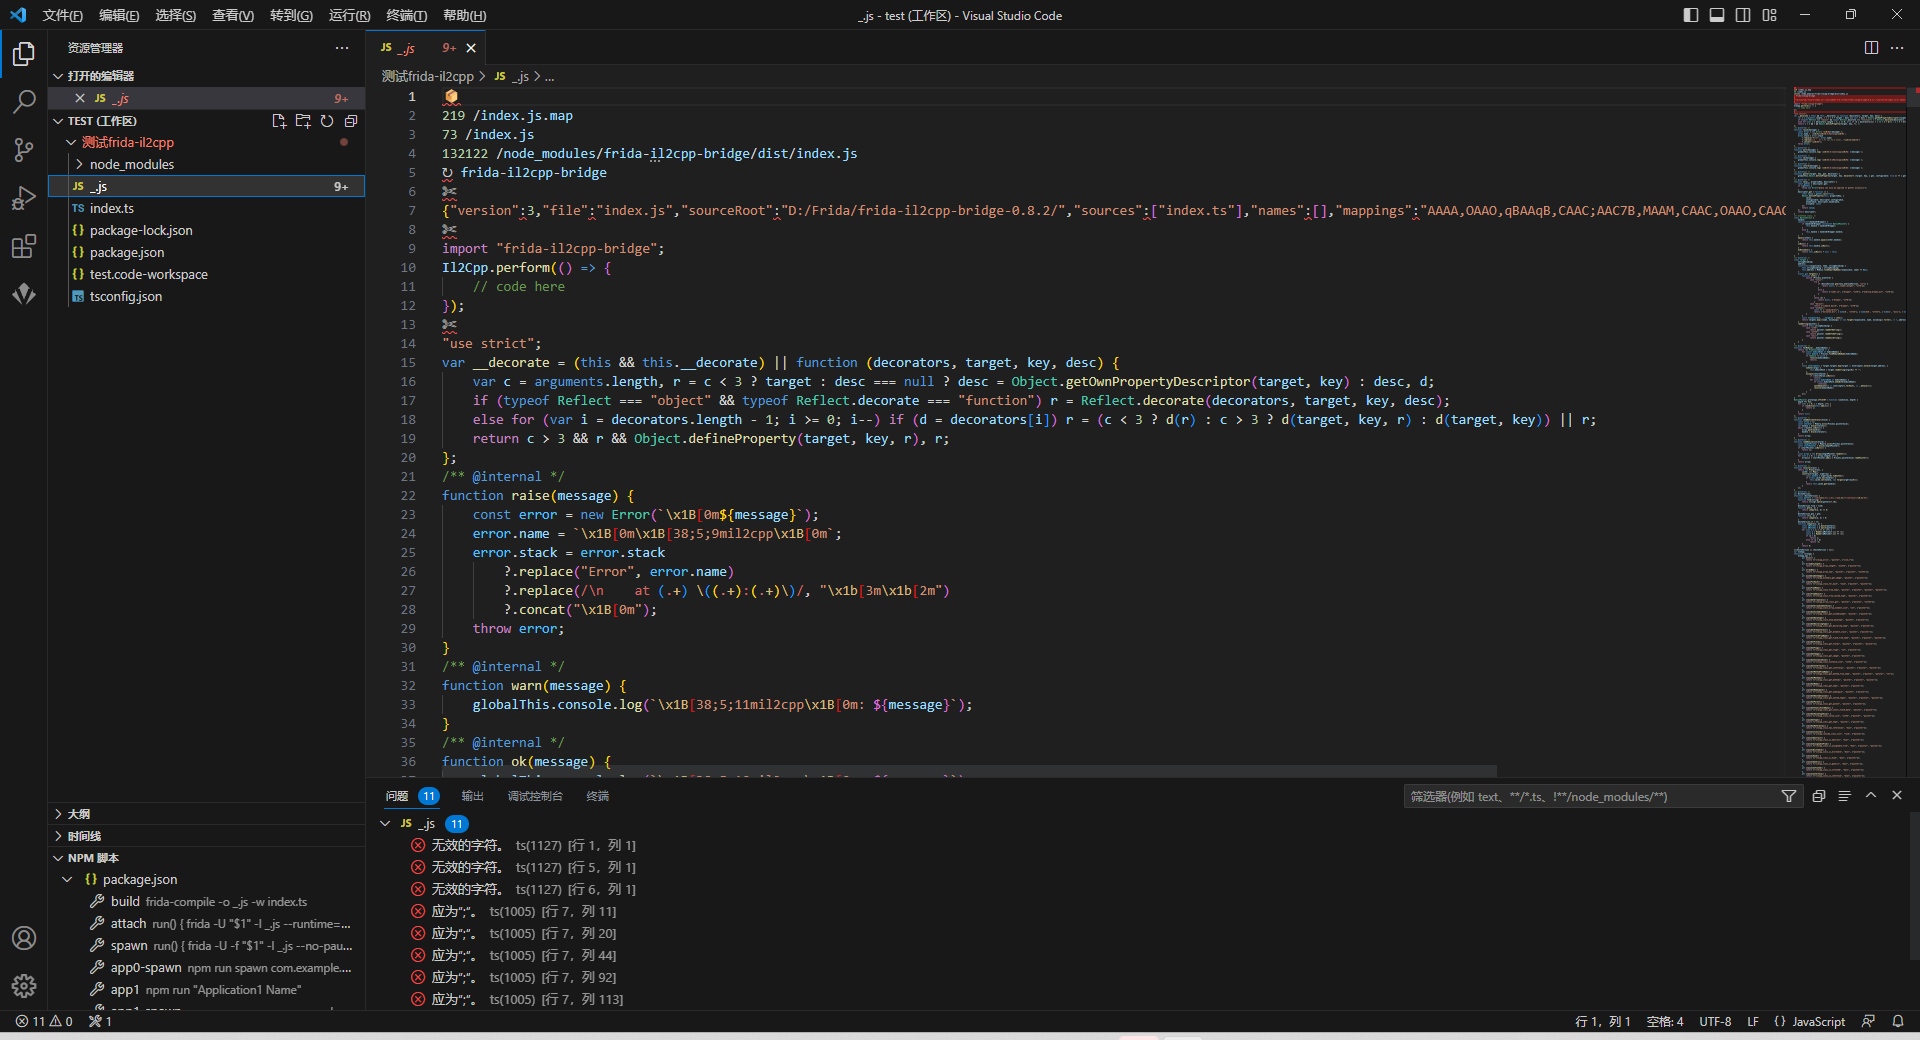 文件(F) 编辑(E) 选择(S) 查看(V) 转到(G) 运行(R) 终端(T) 帮助(H)
_.js - test (工作区) - Visual Studio Code
资源管理器
打开的编辑器
JS _.js 9+
TEST (工作区)
测试frida-il2cpp
node_modules
JS _.js 9+
TS index.ts
{} package-lock.json
{} package.json
{} test.code-workspace
TS tsconfig.json
大纲
时间线
NPM 脚本
{} package.json
build frida-compile -o _.js -w index.ts
attach run() { frida -U "$1" -l _.js --runtime=...
spawn run() { frida -U -f "$1" -l _.js --no-pau...
app0-spawn npm run spawn com.example....
app1 npm run "Application1 Name"
JS _.js 9+
测试frida-il2cpp > JS _.js > ...
1 📦
2 219 /index.js.map
3 73 /index.js
4 132122 /node_modules/frida-il2cpp-bridge/dist/index.js
5 ↻ frida-il2cpp-bridge
6 ✄
7 {"version":3,"file":"index.js","sourceRoot":"D:/Frida/frida-il2cpp-bridge-0.8.2/","sources":["index.ts"],"names":[],"mappings":"AAAA,OAAO,qBAAqB,CAAC;AAC7B,MAAM,CAAC,OAAO,CAAC
8 ✄
9 import "frida-il2cpp-bridge";
10 Il2Cpp.perform(() => {
11 // code here
12 });
13 ✄
14 "use strict";
15 var __decorate = (this && this.__decorate) || function (decorators, target, key, desc) {
16 var c = arguments.length, r = c < 3 ? target : desc === null ? desc = Object.getOwnPropertyDescriptor(target, key) : desc, d;
17 if (typeof Reflect === "object" && typeof Reflect.decorate === "function") r = Reflect.decorate(decorators, target, key, desc);
18 else for (var i = decorators.length - 1; i >= 0; i--) if (d = decorators[i]) r = (c < 3 ? d(r) : c > 3 ? d(target, key, r) : d(target, key)) || r;
19 return c > 3 && r && Object.defineProperty(target, key, r), r;
20 };
21 /** @internal */
22 function raise(message) {
23 const error = new Error(`\x1B[0m${message}`);
24 error.name = `\x1B[0m\x1B[38;5;9mil2cpp\x1B[0m`;
25 error.stack = error.stack
26 ?.replace("Error", error.name)
27 ?.replace(/\n    at (.+) \((.+):(.+)\)/, "\x1b[3m\x1b[2m")
28 ?.concat("\x1B[0m");
29 throw error;
30 }
31 /** @internal */
32 function warn(message) {
33 globalThis.console.log(`\x1B[38;5;11mil2cpp\x1B[0m: ${message}`);
34 }
35 /** @internal */
36 function ok(message) {
问题 11 输出 调试控制台 终端
筛选器(例如 text、**/*.ts、!**/node_modules/**)
JS _.js 11
无效的字符。 ts(1127) [行 1，列 1]
无效的字符。 ts(1127) [行 5，列 1]
无效的字符。 ts(1127) [行 6，列 1]
应为“;”。 ts(1005) [行 7，列 11]
应为“;”。 ts(1005) [行 7，列 20]
应为“;”。 ts(1005) [行 7，列 44]
应为“;”。 ts(1005) [行 7，列 92]
应为“;”。 ts(1005) [行 7，列 113]
11 0 1
行 1，列 1 空格: 4 UTF-8 LF {} JavaScript